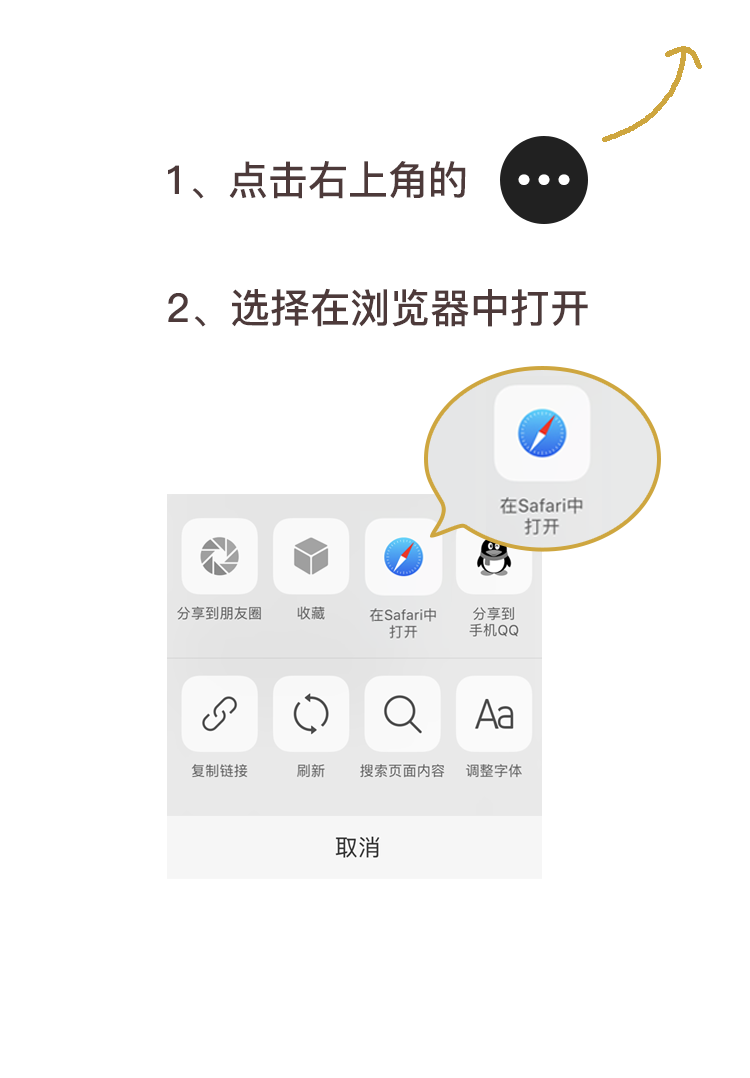 1、点击右上角的
2、选择在浏览器中打开
在Safari中
打开
分享到朋友圈
收藏
在Safari中
打开
分享到
手机QQ
复制链接
刷新
Aa
搜索页面内容
调整字体
取消